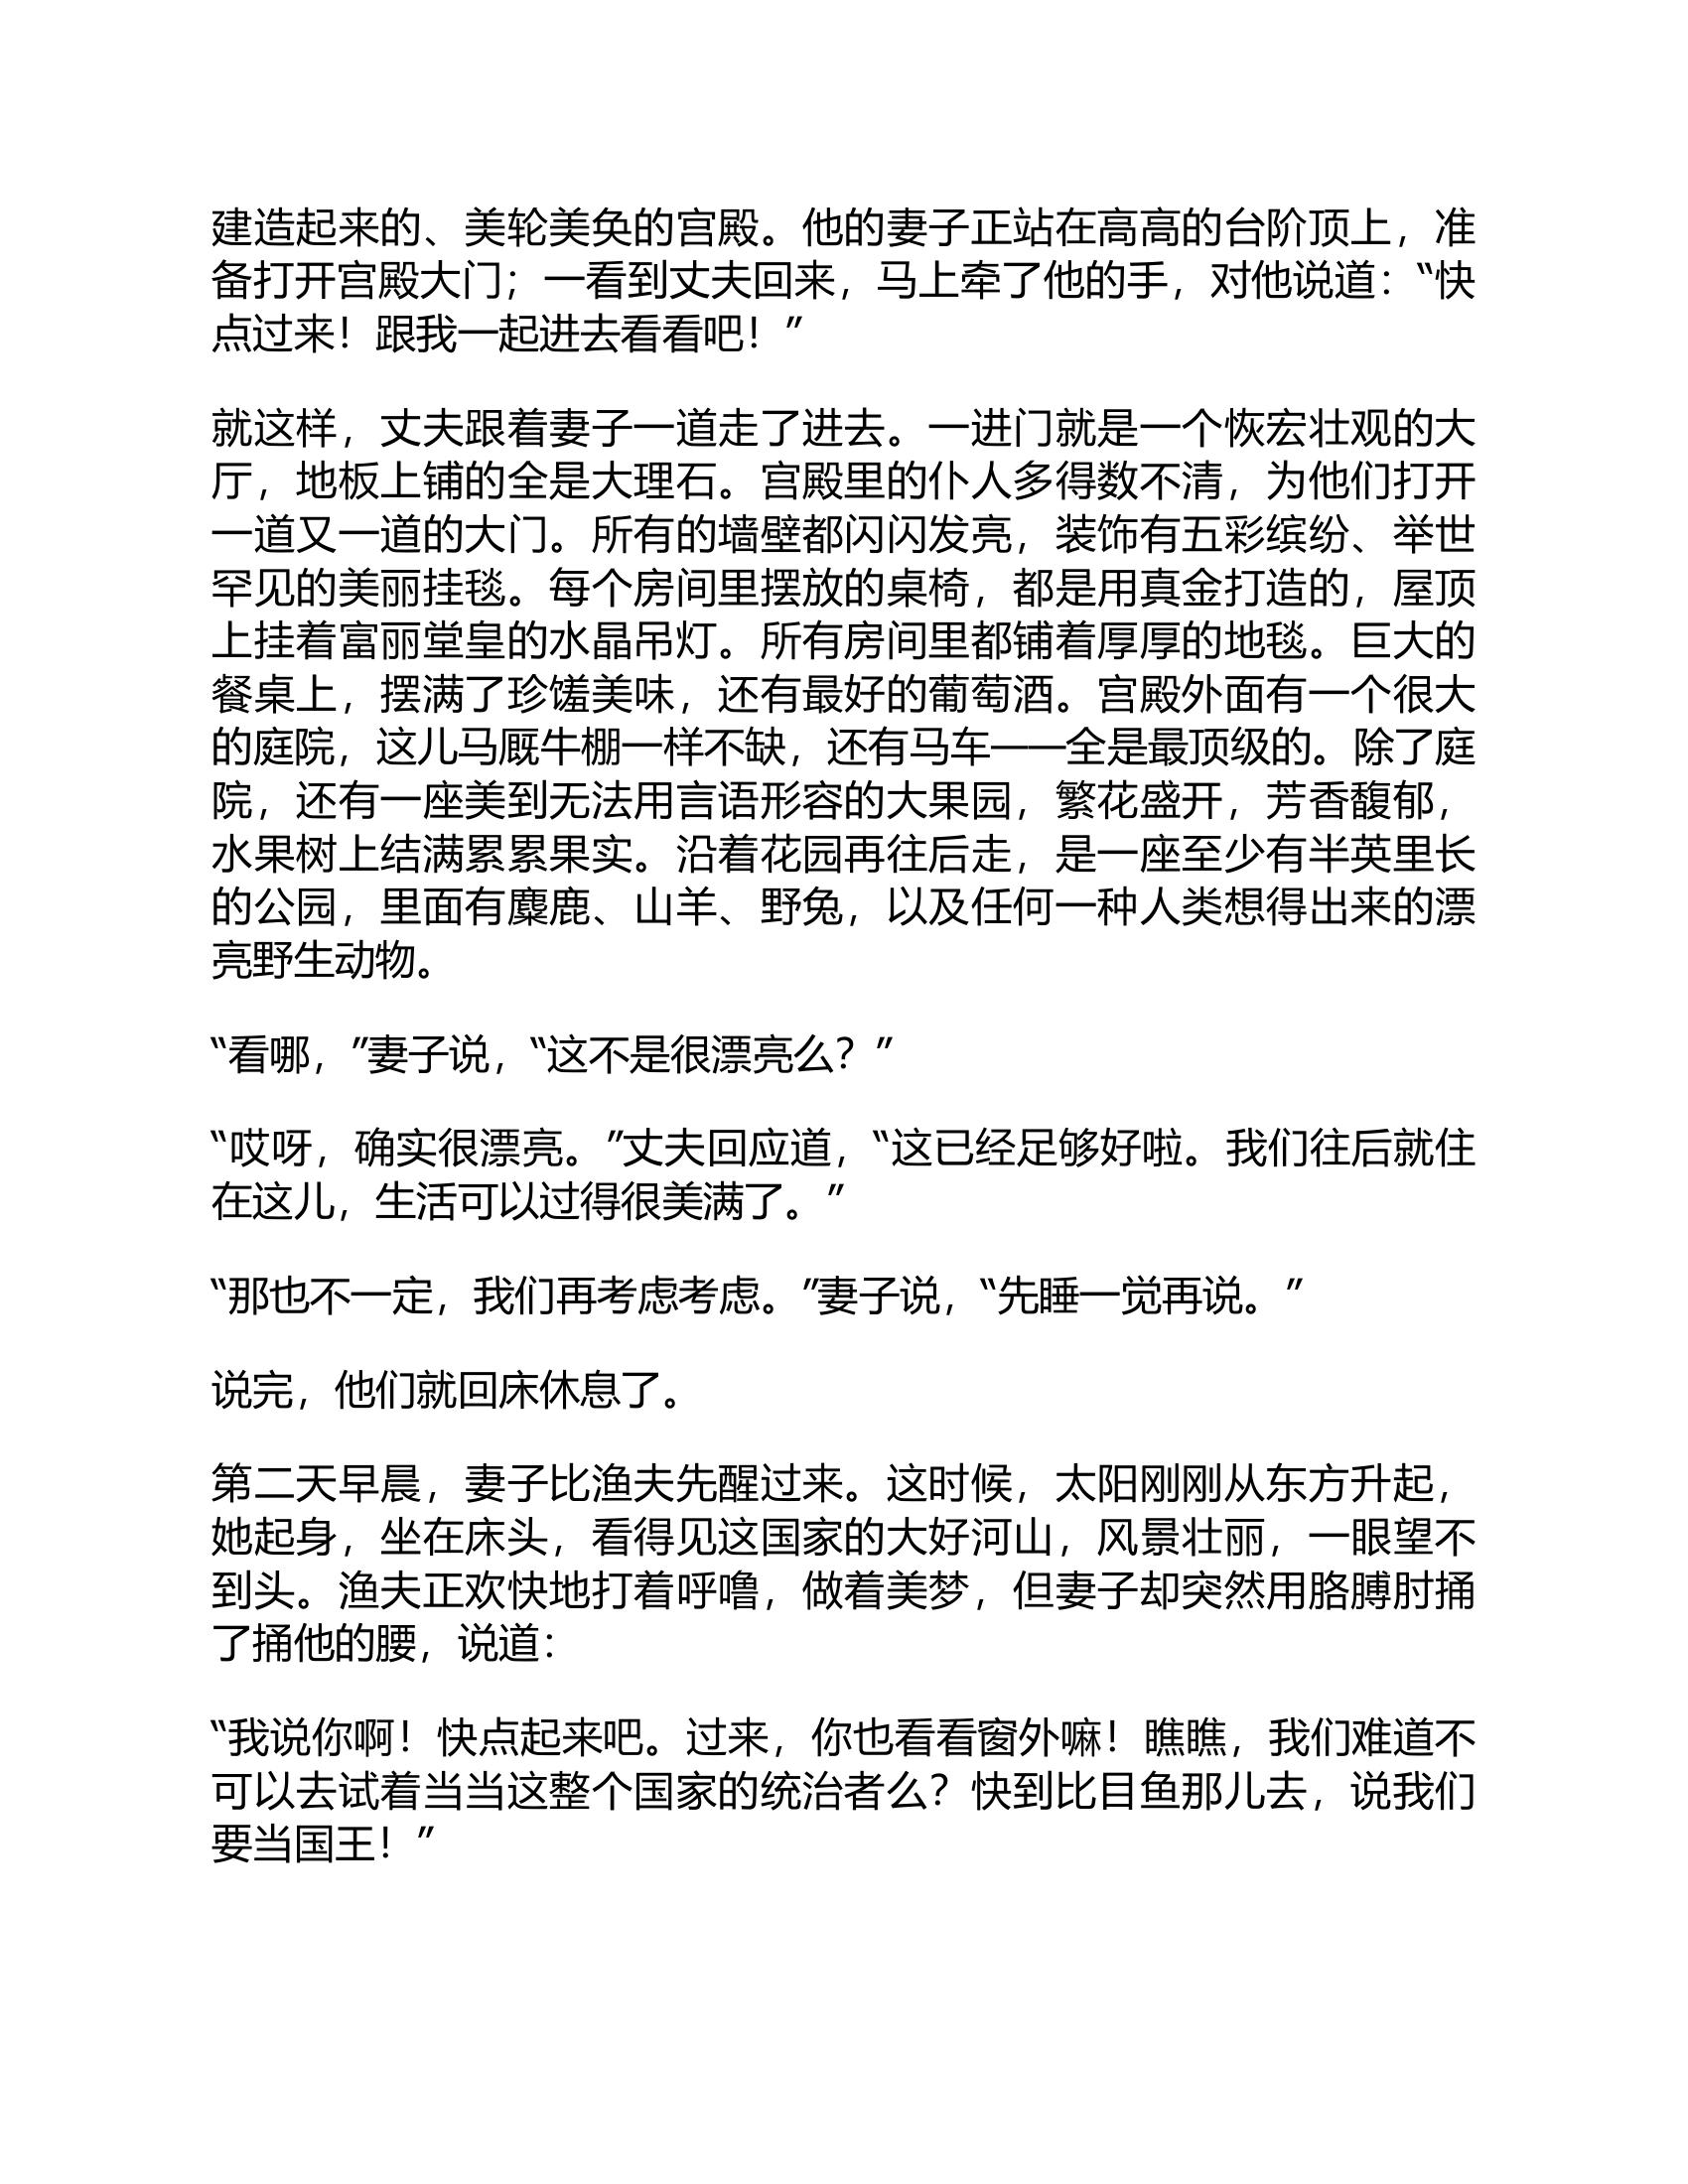 建造起来的、美轮美奂的宫殿。他的妻子正站在高高的台阶顶上，准
备打开宫殿大门；一看到丈夫回来，马上牵了他的手，对他说道：“快
点过来！跟我一起进去看看吧！”
就这样，丈夫跟着妻子一道走了进去。一进门就是一个恢宏壮观的大
厅，地板上铺的全是大理石。宫殿里的仆人多得数不清，为他们打开
一道又一道的大门。所有的墙壁都闪闪发亮，装饰有五彩缤纷、举世
罕见的美丽挂毯。每个房间里摆放的桌椅，都是用真金打造的，屋顶
上挂着富丽堂皇的水晶吊灯。所有房间里都铺着厚厚的地毯。巨大的
餐桌上，摆满了珍馐美味，还有最好的葡萄酒。宫殿外面有一个很大
的庭院，这儿马厩牛棚一样不缺，还有马车——全是最顶级的。除了庭
院，还有一座美到无法用言语形容的大果园，繁花盛开，芳香馥郁，
水果树上结满累累果实。沿着花园再往后走，是一座至少有半英里长
的公园，里面有麋鹿、山羊、野兔，以及任何一种人类想得出来的漂
亮野生动物。
“看哪，”妻子说，“这不是很漂亮么？”
“哎呀，确实很漂亮。”丈夫回应道，“这已经足够好啦。我们往后就住
在这儿，生活可以过得很美满了。”
“那也不一定，我们再考虑考虑。”妻子说，“先睡一觉再说。”
说完，他们就回床休息了。
第二天早晨，妻子比渔夫先醒过来。这时候，太阳刚刚从东方升起，
她起身，坐在床头，看得见这国家的大好河山，风景壮丽，一眼望不
到头。渔夫正欢快地打着呼噜，做着美梦，但妻子却突然用胳膊肘捅
了捅他的腰，说道：
“我说你啊！快点起来吧。过来，你也看看窗外嘛！瞧瞧，我们难道不
可以去试着当当这整个国家的统治者么？快到比目鱼那儿去，说我们
要当国王！”